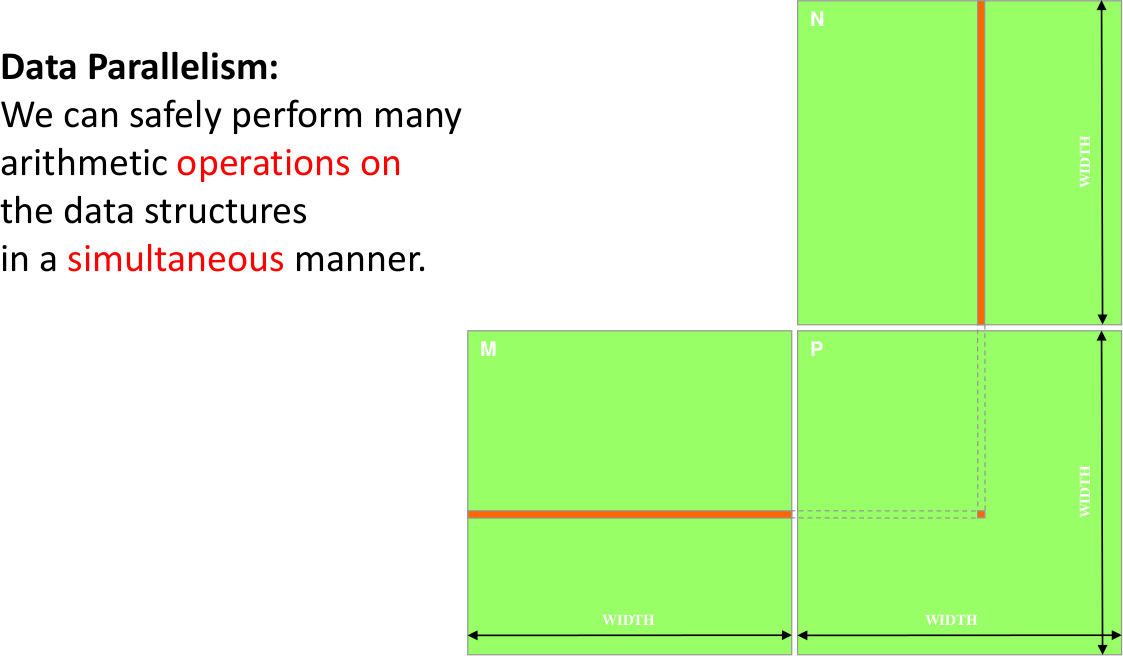 Data Parallelism:
We can safely perform many
arithmetic operations on
the data structures
in a simultaneous manner.
N
WIDTH
M
P
WIDTH
WIDTH
WIDTH